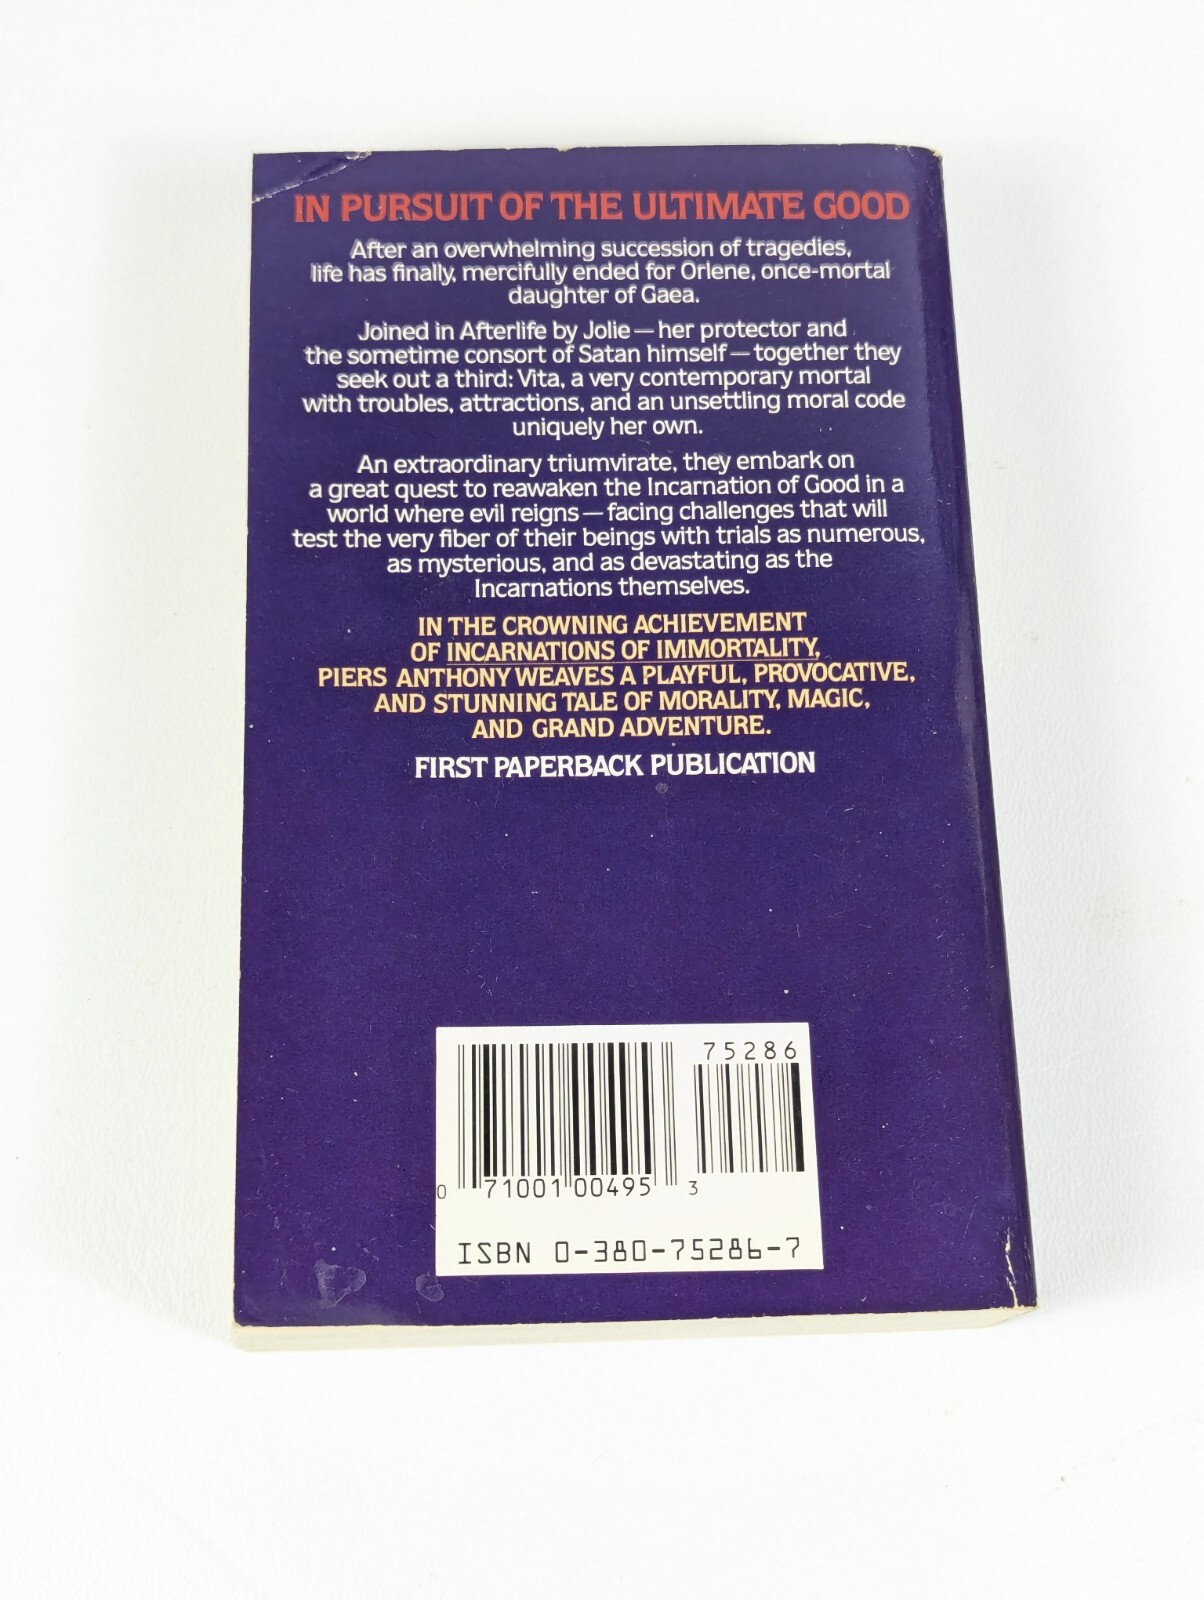 IN PURSUIT OF THE ULTIMATE GOOD
After an overwhelming succession of tragedies,
life has finally, mercifully ended for Orlene, once-mortal
daughter of Gaea.
Joined in Afterlife by Jolie — her protector and
the sometime consort of Satan himself — together they
seek out a third: Vita, a very contemporary mortal
with troubles, attractions, and an unsettling moral code
uniquely her own.
An extraordinary triumvirate, they embark on
a great quest to reawaken the Incarnation of Good in a
world where evil reigns — facing challenges that will
test the very fiber of their beings with trials as numerous,
as mysterious, and as devastating as the
Incarnations themselves.
IN THE CROWNING ACHIEVEMENT
OF INCARNATIONS OF IMMORTALITY,
PIERS ANTHONY WEAVES A PLAYFUL, PROVOCATIVE,
AND STUNNING TALE OF MORALITY, MAGIC,
AND GRAND ADVENTURE.
FIRST PAPERBACK PUBLICATION
75286
0 71001 00495 3
ISBN 0-380-75286-7